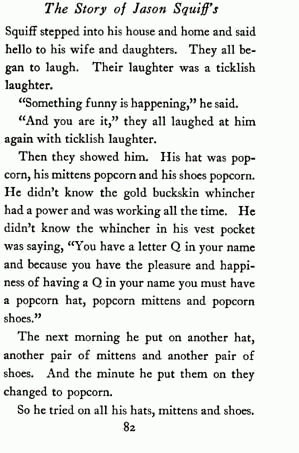 The Story of Jason Squiff's
Squiff stepped into his house and home and said
hello to his wife and daughters. They all be-
gan to laugh. Their laughter was a ticklish
laughter.
“Something funny is happening,” he said.
“And you are it,” they all laughed at him
again with ticklish laughter.
Then they showed him. His hat was pop-
corn, his mittens popcorn and his shoes popcorn.
He didn’t know the gold buckskin whincher
had a power and was working all the time. He
didn’t know the whincher in his vest pocket
was saying, “You have a letter Q in your name
and because you have the pleasure and happi-
ness of having a Q in your name you must have
a popcorn hat, popcorn mittens and popcorn
shoes.”
The next morning he put on another hat,
another pair of mittens and another pair of
shoes. And the minute he put them on they
changed to popcorn.
So he tried on all his hats, mittens and shoes.
82